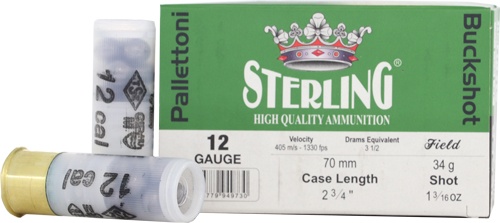 Pallettoni
STERLING®
HIGH QUALITY AMMUNITION
Buckshot
12
GAUGE
Velocity
405 m/s - 1330 fps
Drams Equivalent
3 1/2
Field
70 mm
Case Length
2 3/4"
34 g
Shot
1 3/16 OZ
779949730
12 cal
12 cal